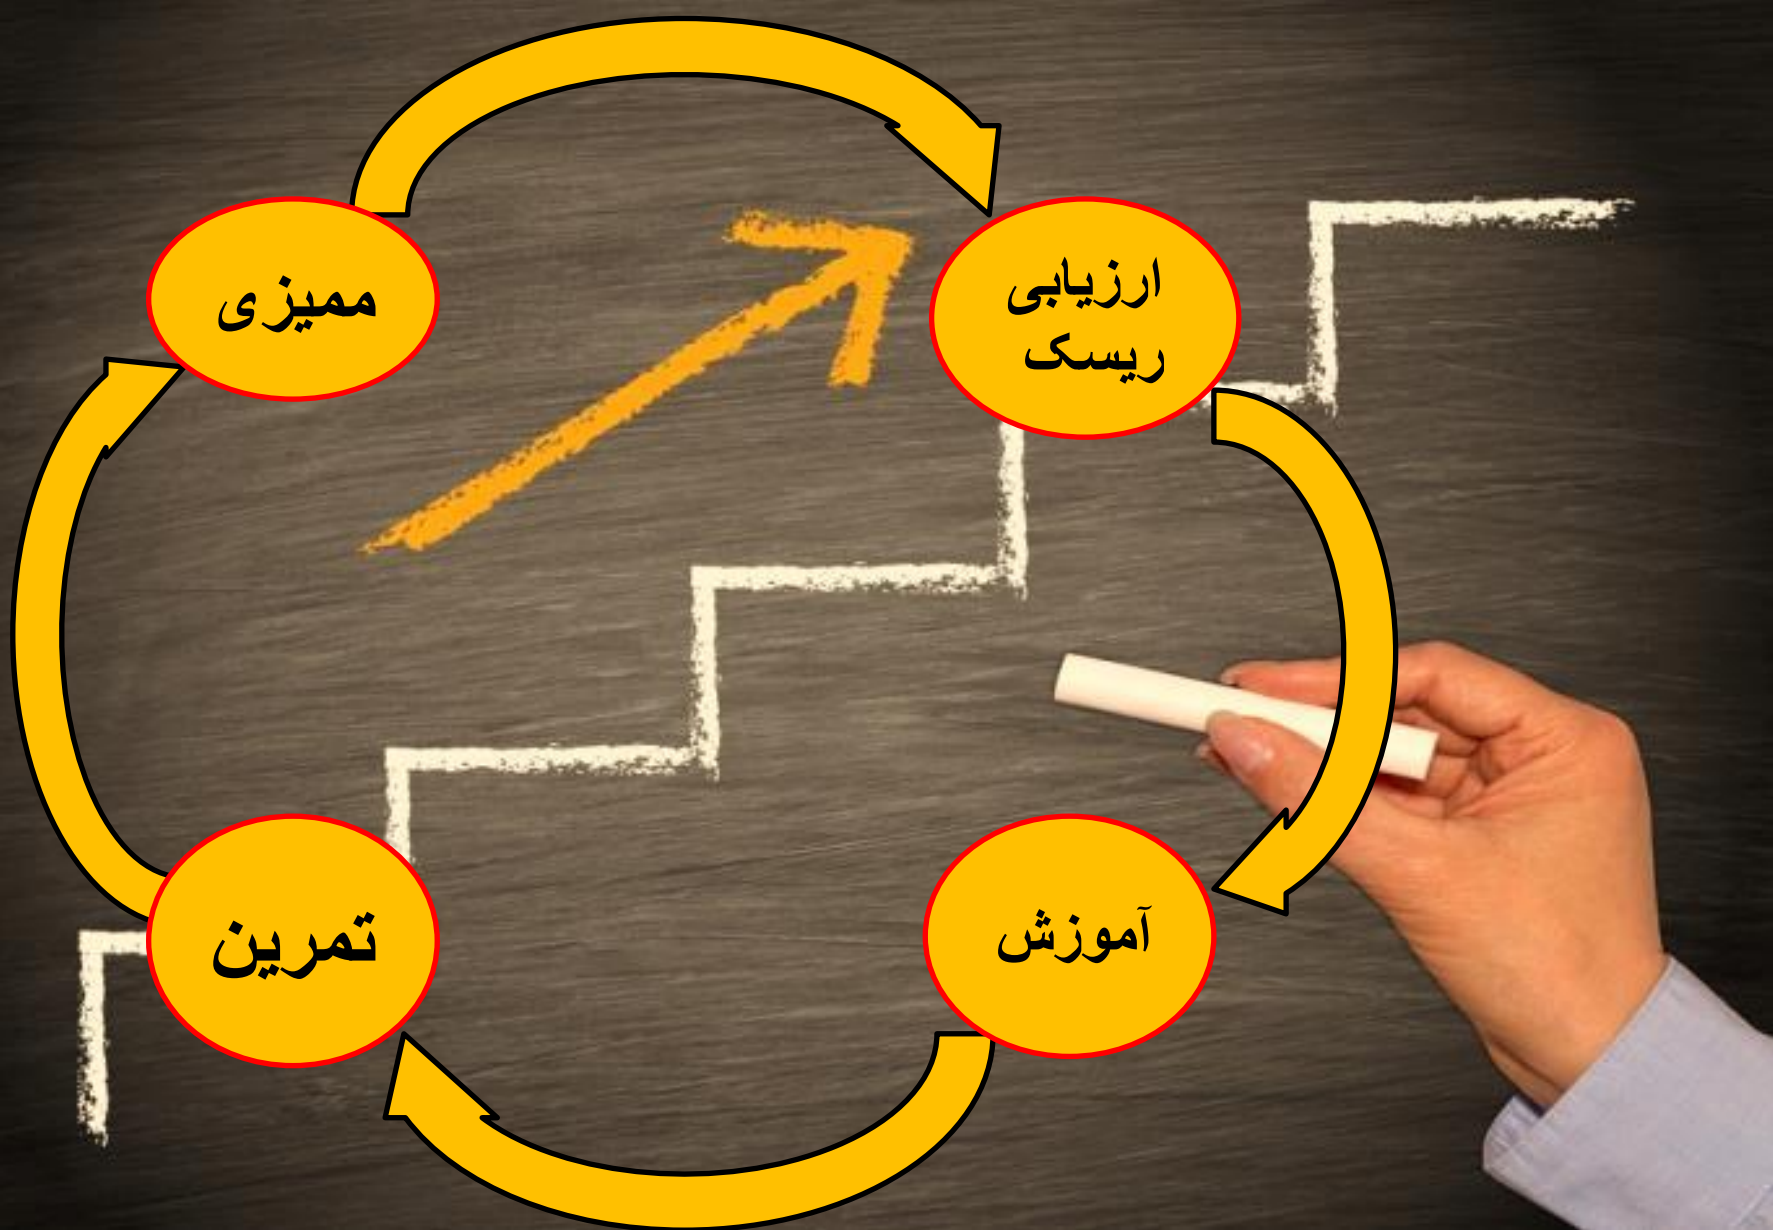 ارزیابی
ریسک
ممیزی
آموزش
تمرین